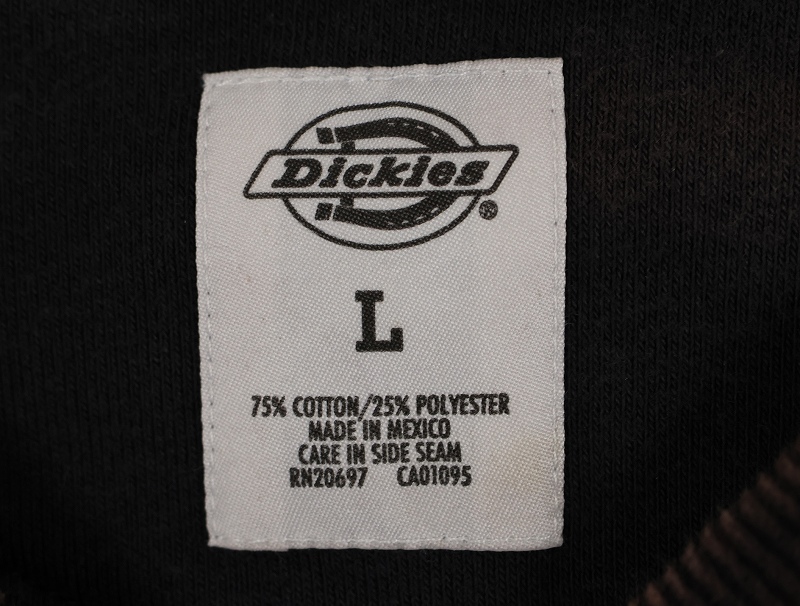 Dickies ®
L
75% COTTON/25% POLYESTER
MADE IN MEXICO
CARE IN SIDE SEAM
RN20697 CA01095